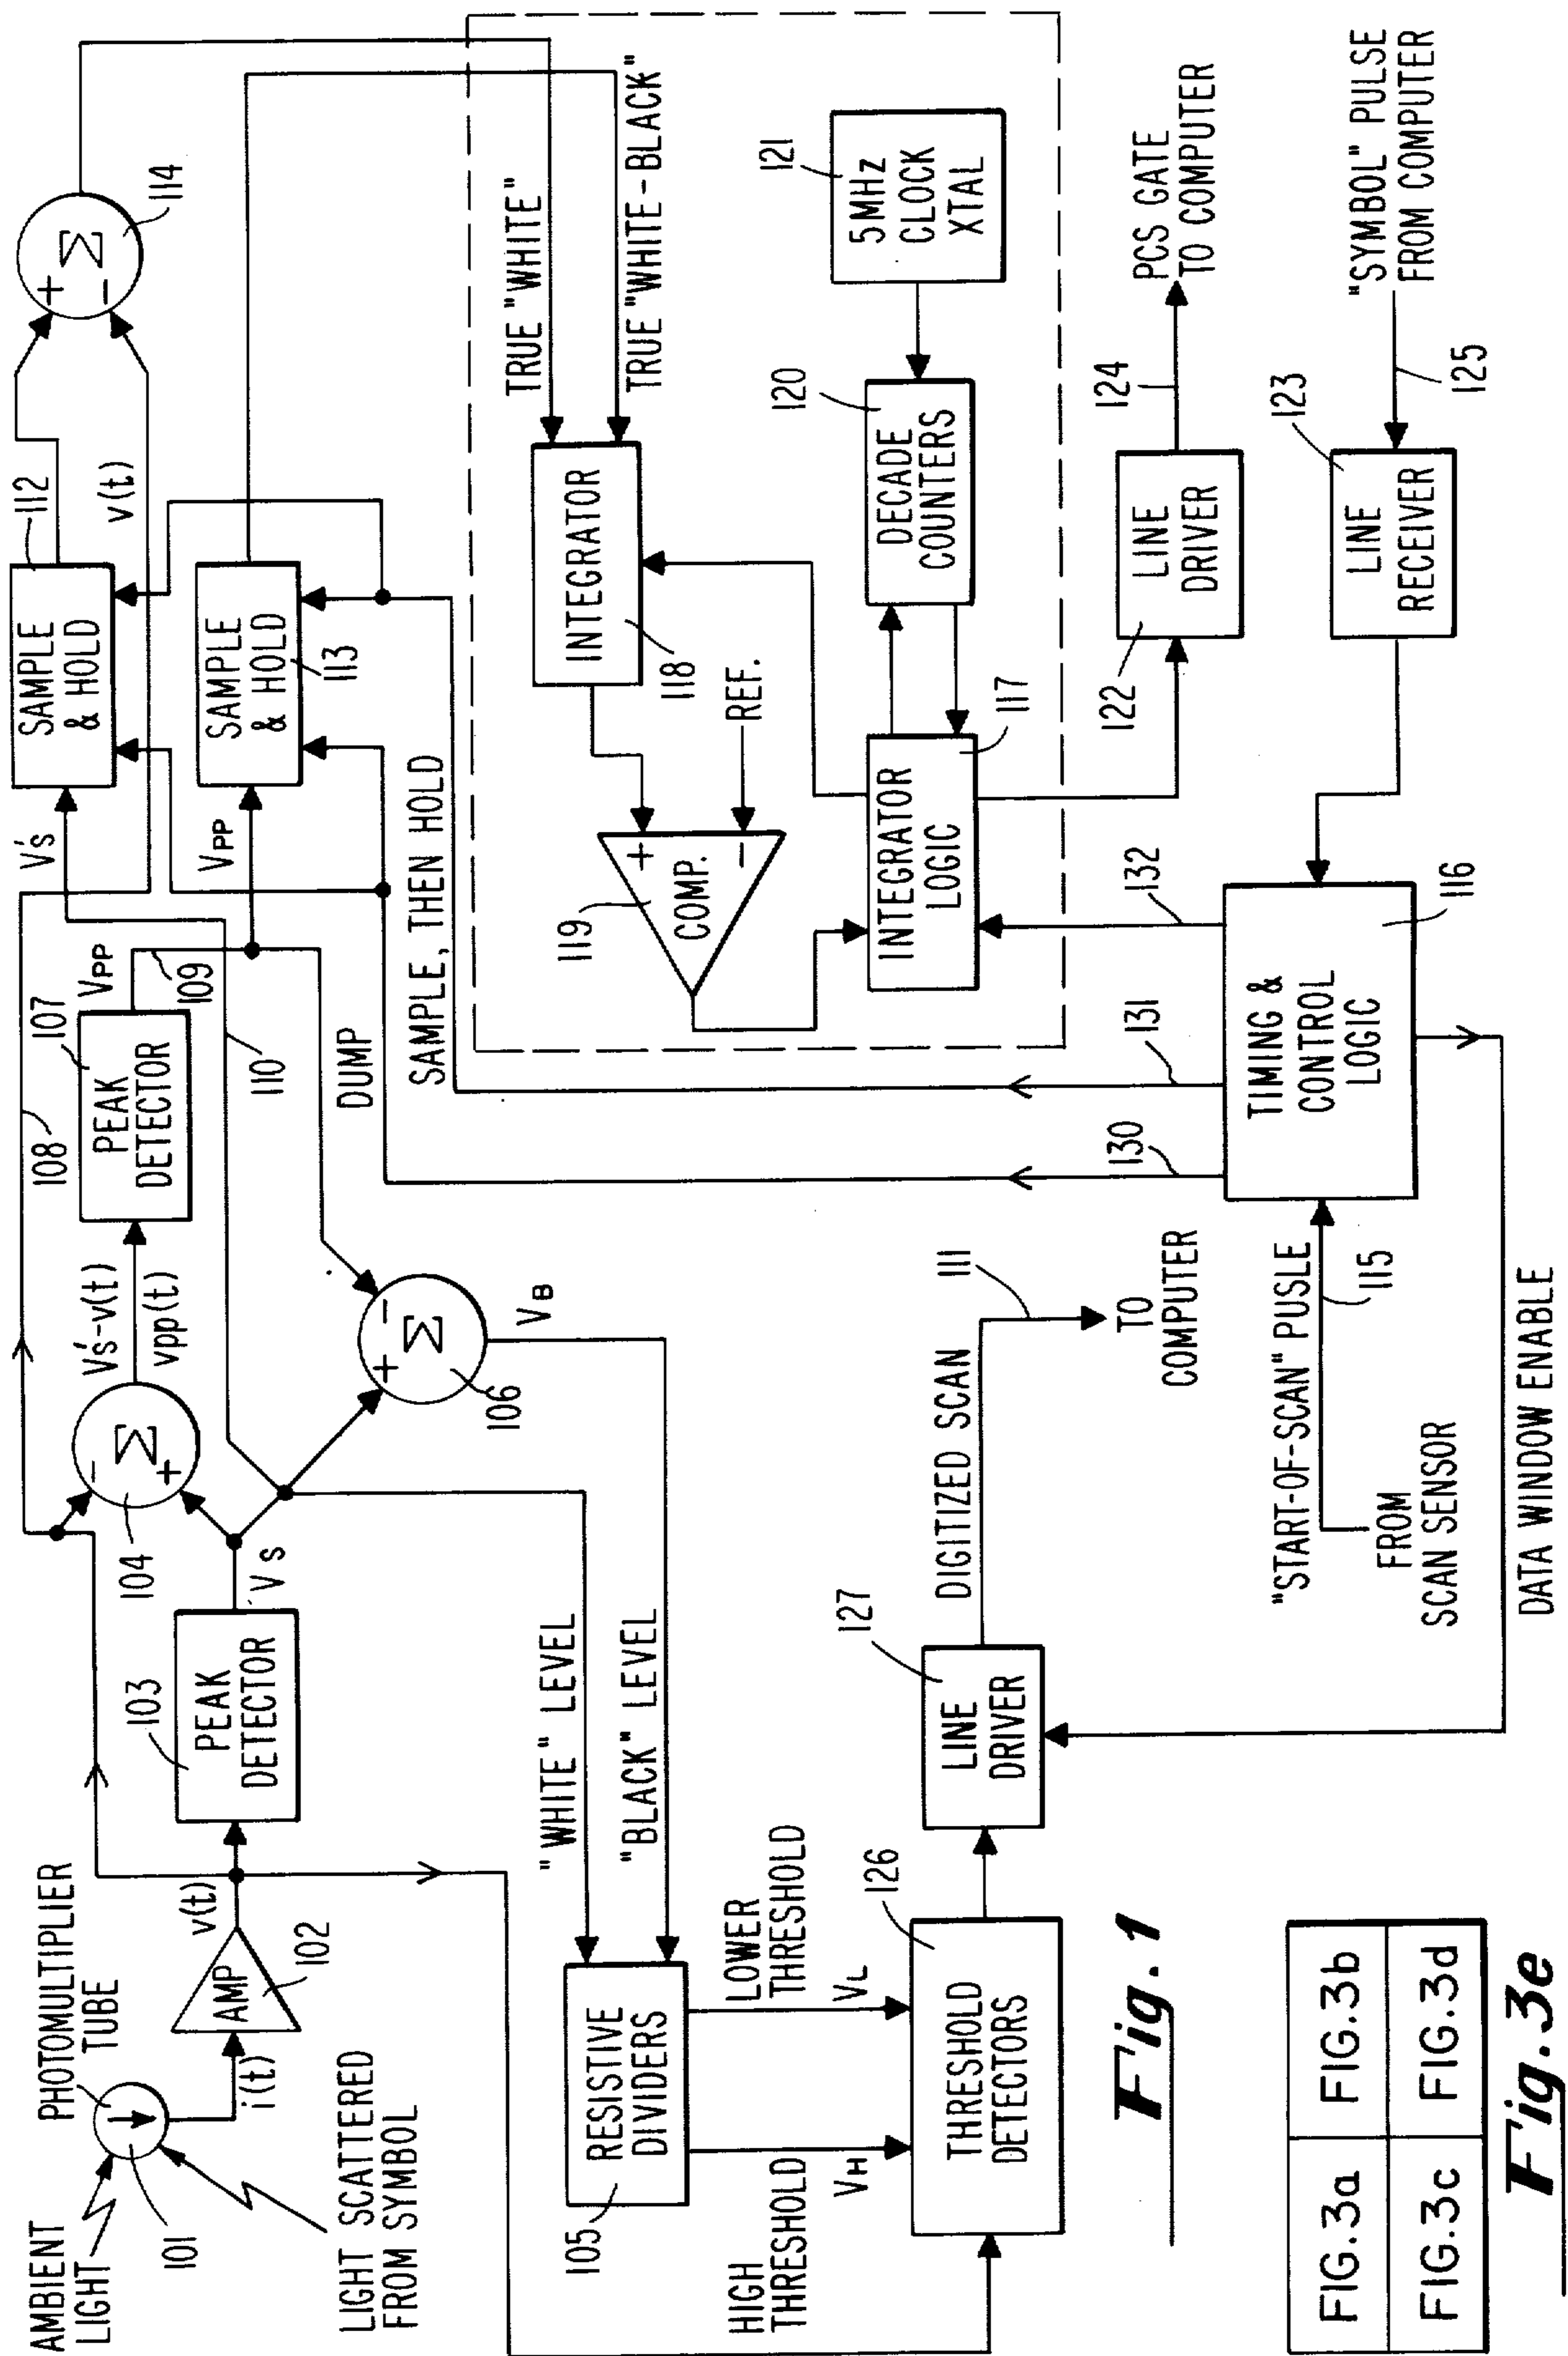 AMBIENT
LIGHT
101
LIGHT SCATTERED
FROM SYMBOL
PHOTOMULTIPLIER
TUBE
i(t)
AMP
102
v(t)
PEAK
DETECTOR
103
VS
Σ
-
+
104
V'S-v(t)
vpp(t)
PEAK
DETECTOR
107
108
VPP
109
110
Σ
+
-
106
VB
V'S
VPP
SAMPLE
& HOLD
112
v(t)
SAMPLE
& HOLD
113
Σ
+
-
114
DUMP
SAMPLE, THEN HOLD
"WHITE" LEVEL
"BLACK" LEVEL
RESISTIVE
DIVIDERS
105
HIGH
THRESHOLD
VH
LOWER
THRESHOLD
VL
THRESHOLD
DETECTORS
126
LINE
DRIVER
127
DIGITIZED SCAN
111
TO
COMPUTER
TRUE "WHITE"
TRUE "WHITE-BLACK"
INTEGRATOR
118
COMP.
+
-
119
REF.
INTEGRATOR
LOGIC
117
DECADE
COUNTERS
120
5MHz
CLOCK
XTAL
121
LINE
DRIVER
122
124
PCS GATE
TO COMPUTER
LINE
RECEIVER
123
125
"SYMBOL" PULSE
FROM COMPUTER
TIMING &
CONTROL
LOGIC
116
130
131
132
"START-OF-SCAN" PUSLE
115
FROM
SCAN SENSOR
DATA WINDOW ENABLE
Fig. 1
FIG.3a FIG.3b
FIG.3c FIG.3d
Fig. 3e